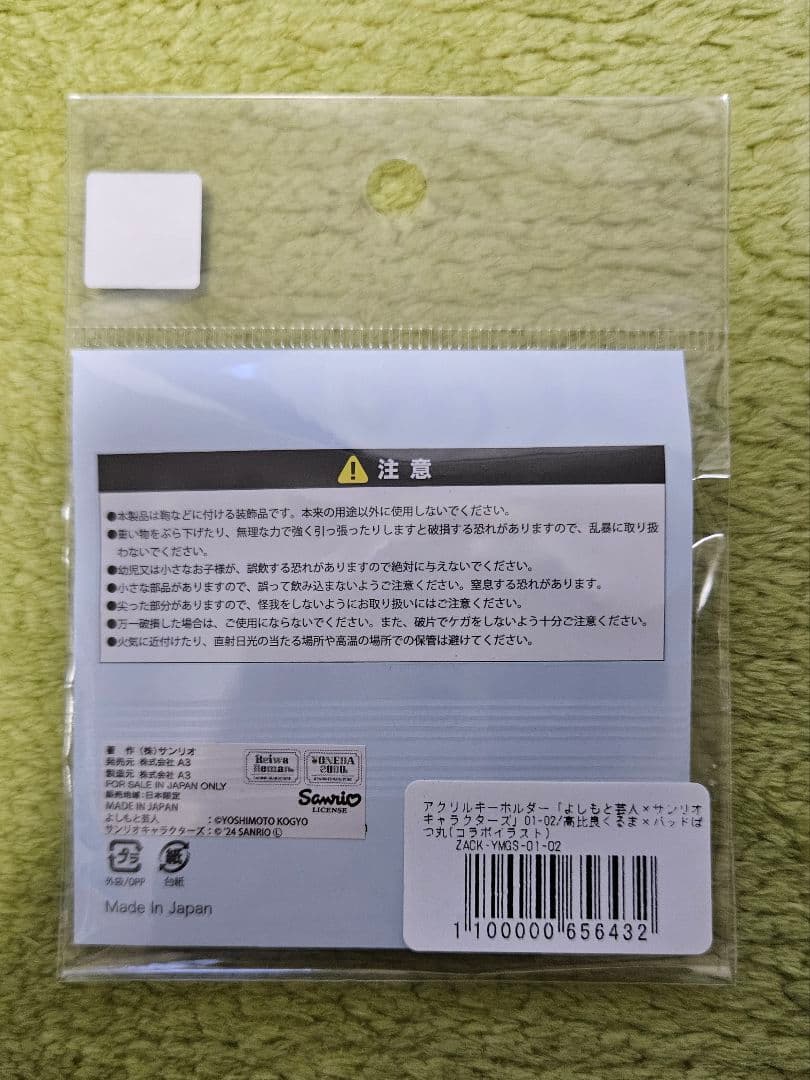 注意
●本製品は鞄などに付ける装飾品です。本来の用途以外に使用しないでください。
●重い物をぶら下げたり、無理な力で強く引っ張ったりしますと破損する恐れがありますので、乱暴に取り扱
わないでください。
●幼児又は小さなお子様が、誤飲する恐れがありますので絶対に与えないでください。
●小さな部品がありますので、誤って飲み込まないようご注意ください。窒息する恐れがあります。
●尖った部分がありますので、怪我をしないようにお取り扱いにはご注意ください。
●万一破損した場合は、ご使用にならないでください。また、破片でケガをしないよう十分ご注意ください。
●火気に近付けたり、直射日光の当たる場所や高温の場所での保管は避けてください。
著 作 (株)サンリオ
発売元 株式会社 A3
製造元 株式会社 A3
FOR SALE IN JAPAN ONLY
販売地域:日本限定
MADE IN JAPAN
よしもと芸人 :©YOSHIMOTO KOGYO
サンリオキャラクターズ:© '24 SANRIO Ⓛ
Reiwa
Roman
Sanrio
LICENSE
プラ
外袋/OPP
紙
台紙
Made In Japan
アクリルキーホルダー「よしもと芸人×サンリオ
キャラクターズ」01-02/高比良くるま×バッドば
つ丸(コラボイラスト)
ZACK-YMGS-01-02
1 100000 656432